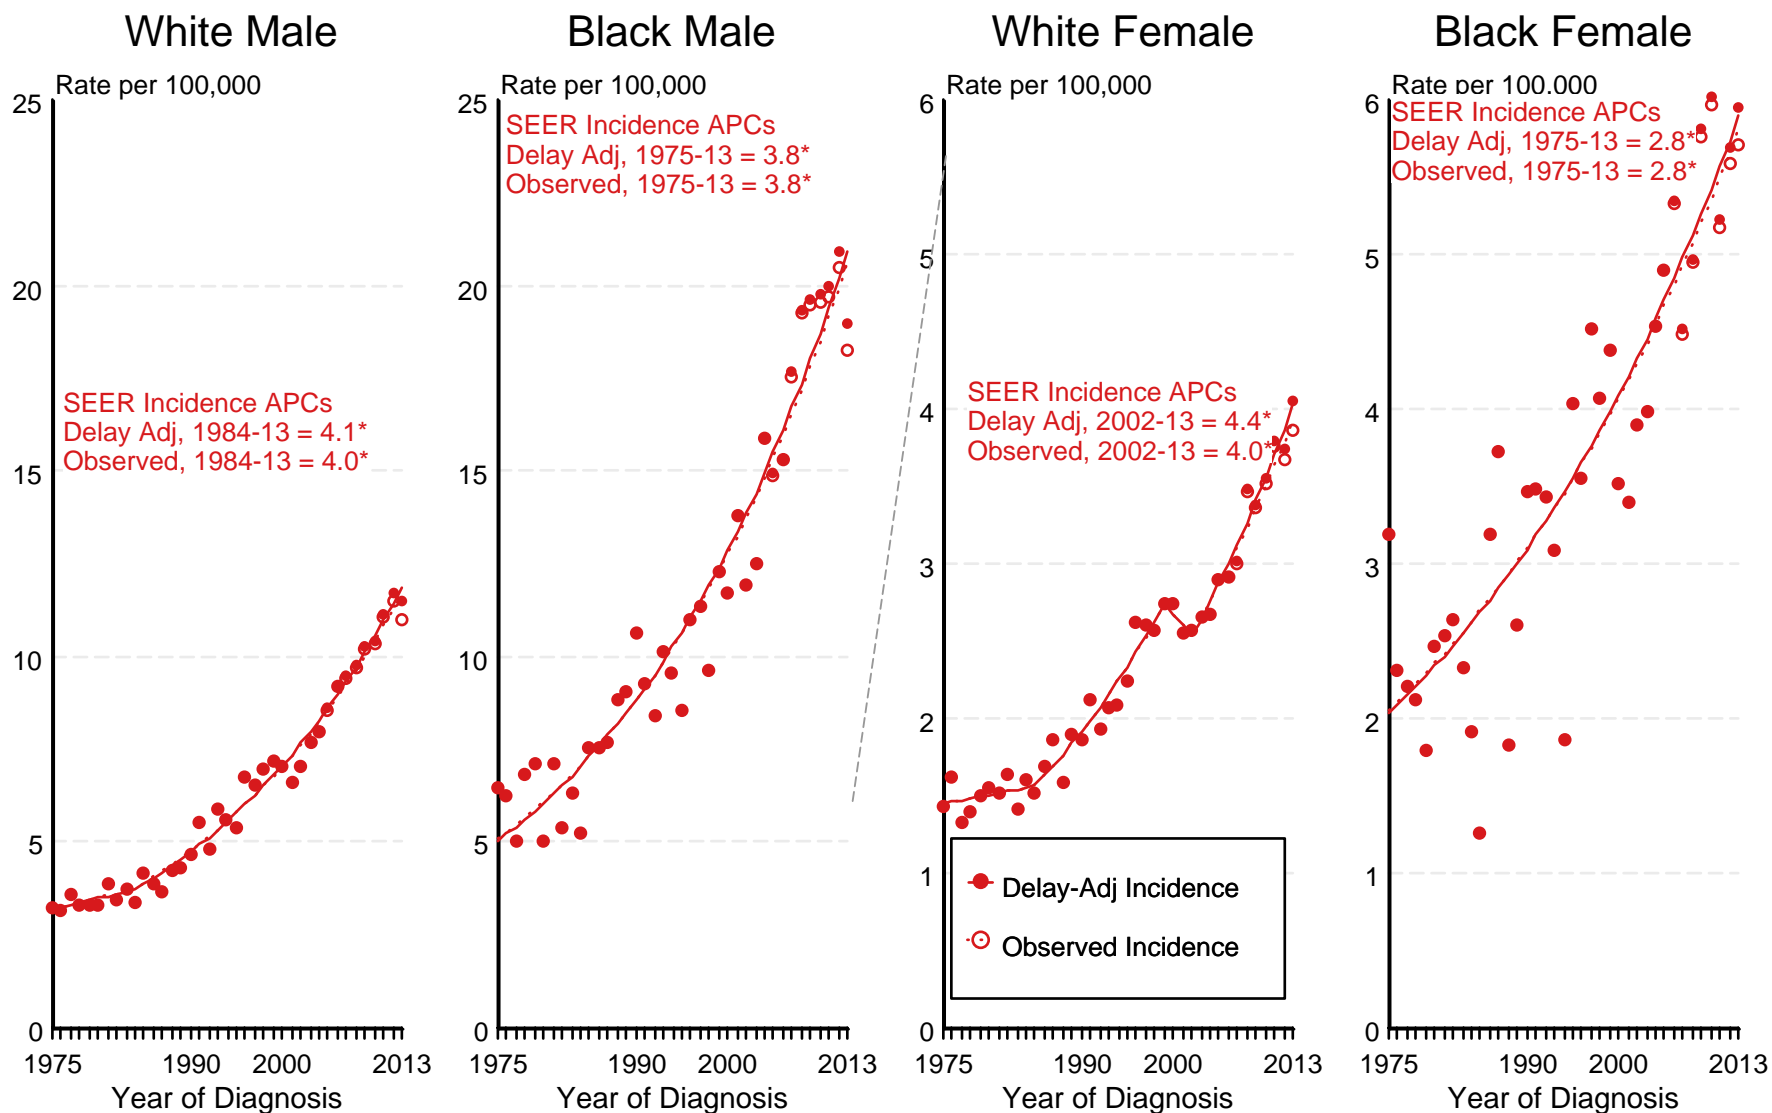 White Male
Rate per 100,000
25
20
15
10
5
0
SEER Incidence APCs
Delay Adj, 1984-13 = 4.1*
Observed, 1984-13 = 4.0*
1975 1990 2000 2013
Year of Diagnosis
Black Male
Rate per 100,000
25
20
15
10
5
0
SEER Incidence APCs
Delay Adj, 1975-13 = 3.8*
Observed, 1975-13 = 3.8*
1975 1990 2000 2013
Year of Diagnosis
White Female
Rate per 100,000
6
5
4
3
2
1
0
SEER Incidence APCs
Delay Adj, 2002-13 = 4.4*
Observed, 2002-13 = 4.0*
Delay-Adj Incidence
Observed Incidence
1975 1990 2000 2013
Year of Diagnosis
Black Female
Rate per 100,000
6
5
4
3
2
1
0
SEER Incidence APCs
Delay Adj, 1975-13 = 2.8*
Observed, 1975-13 = 2.8*
1975 1990 2000 2013
Year of Diagnosis